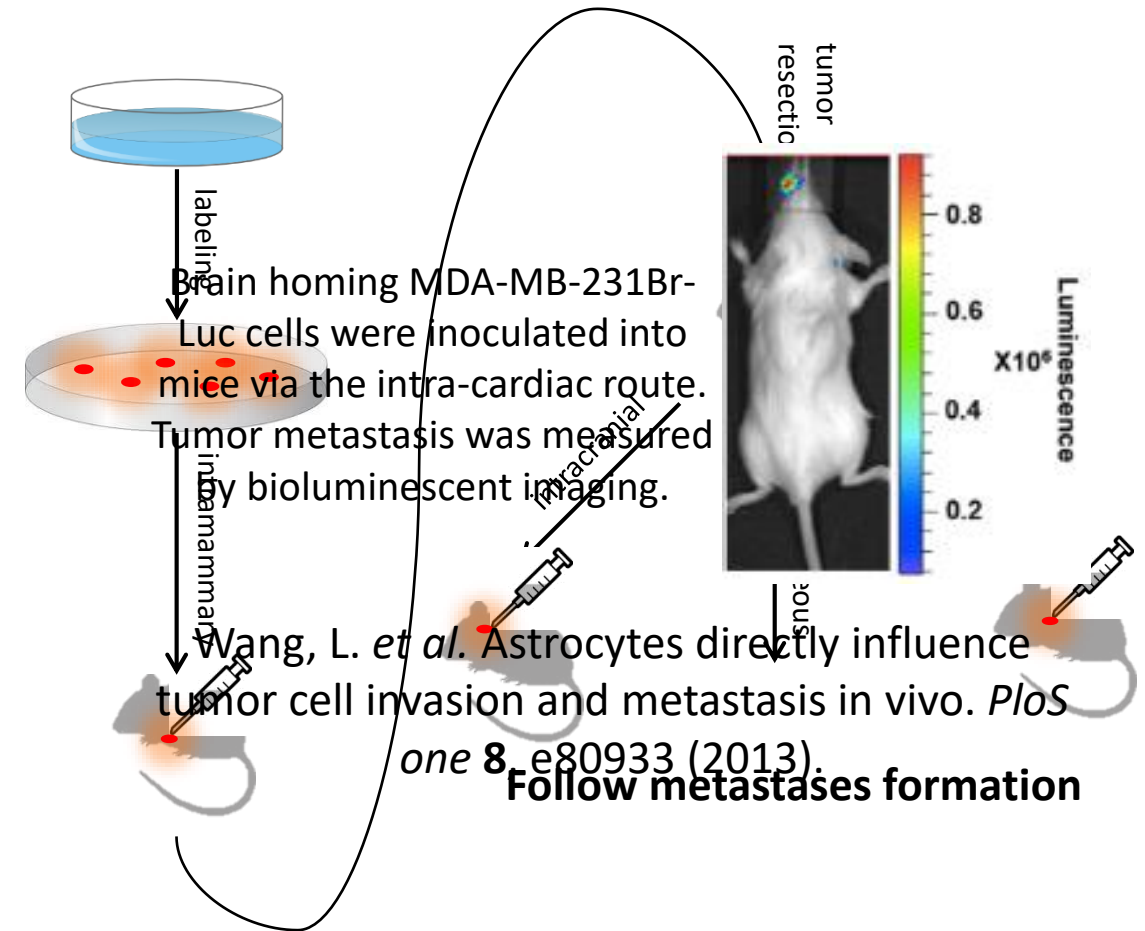 tumor
resectio
labeling
Brain homing MDA-MB-231Br-
Luc cells were inoculated into
mice via the intra-cardiac route.
Tumor metastasis was measured
by bioluminescent imaging.
0.8
0.6
X10⁶
0.4
0.2
Luminescence
intracranial
intramammary
eous
Wang, L. et al. Astrocytes directly influence
tumor cell invasion and metastasis in vivo. PloS
one 8, e80933 (2013).
Follow metastases formation